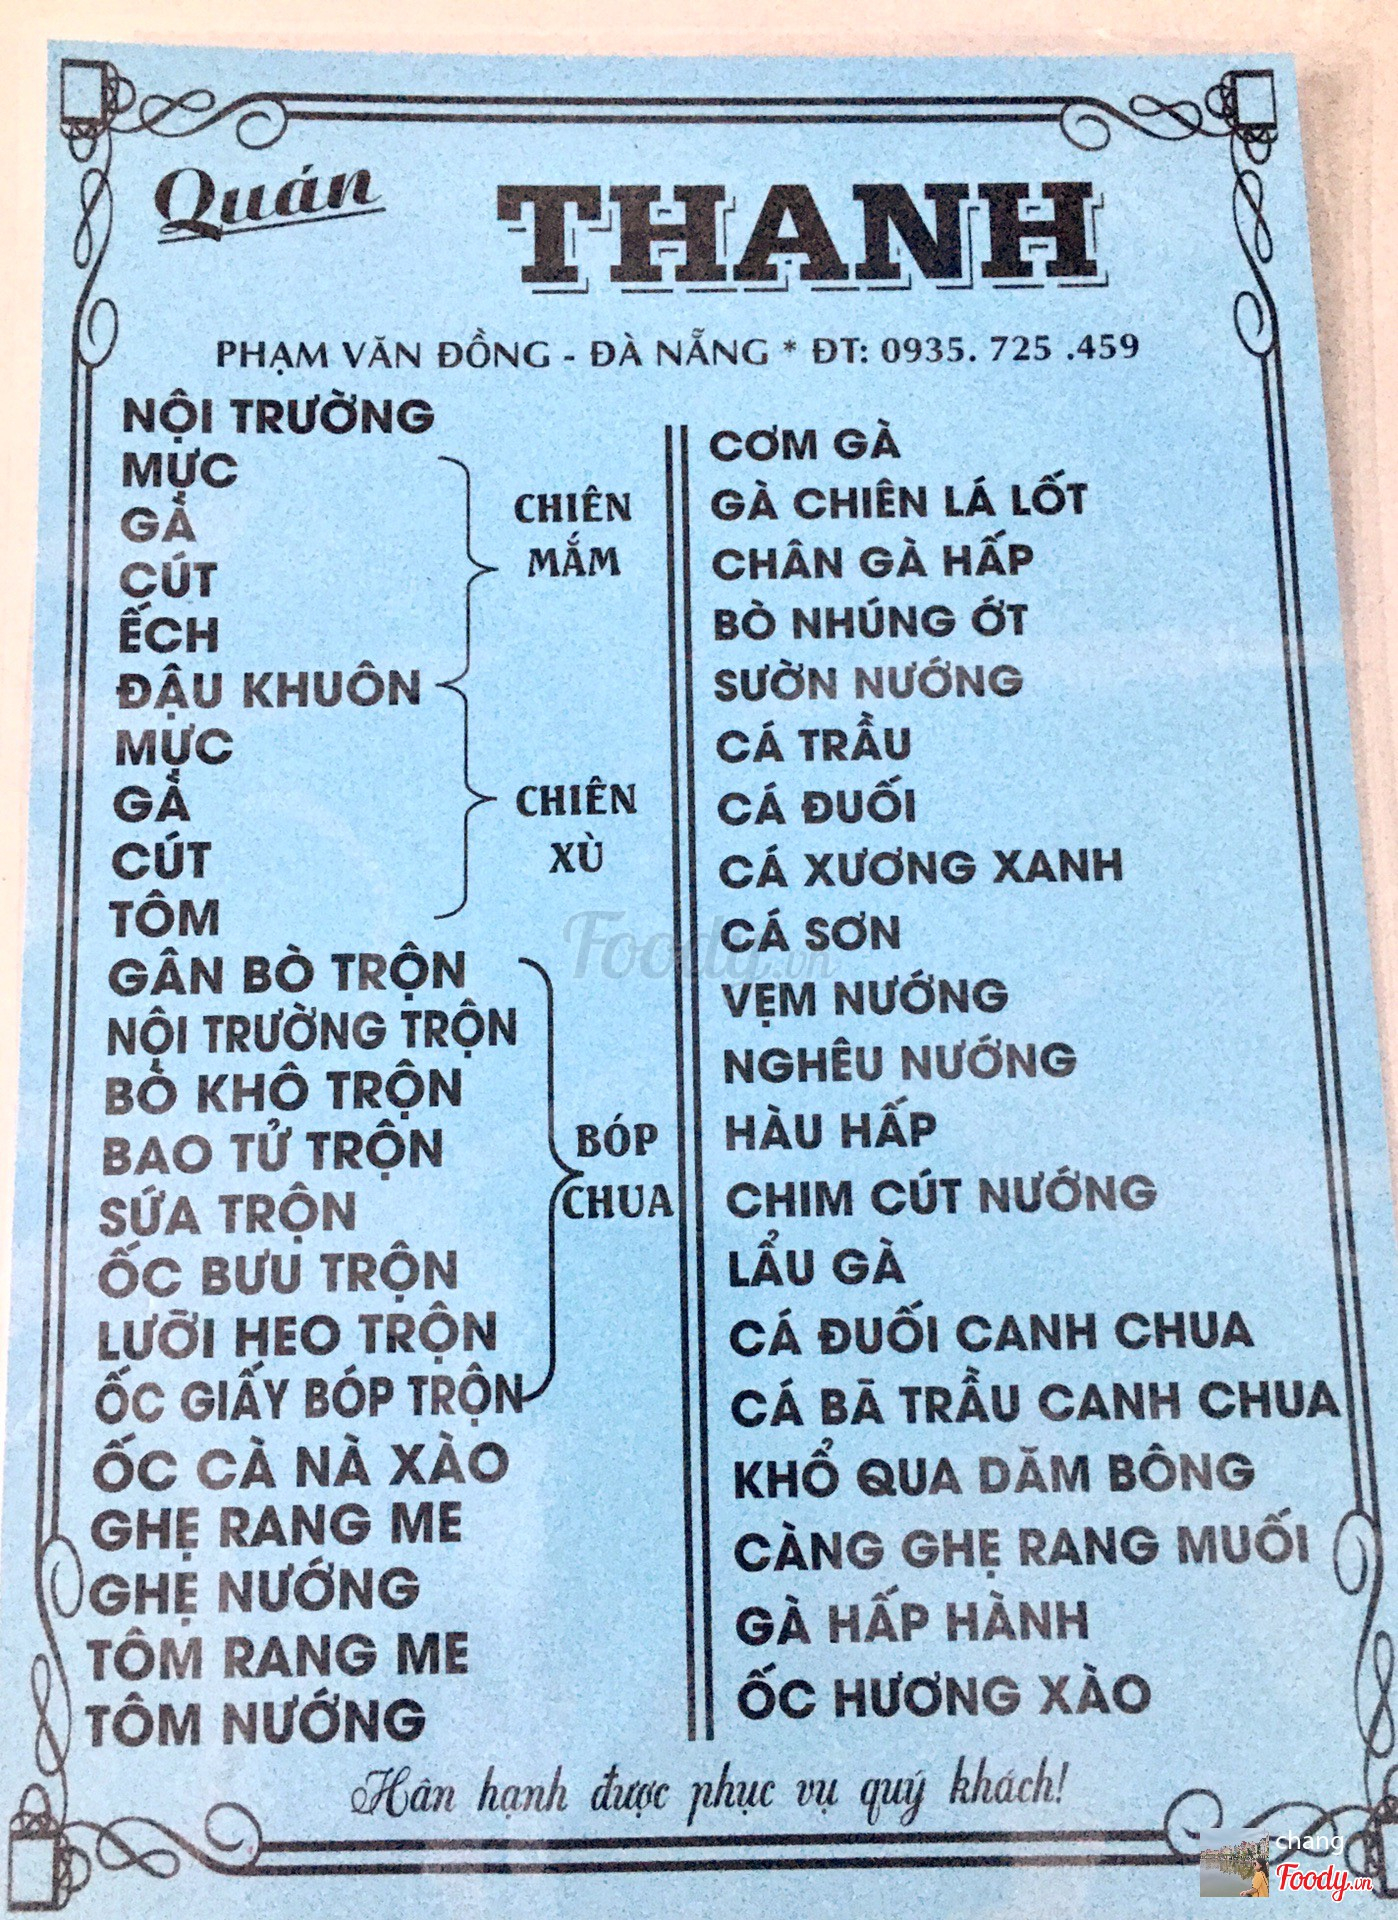 Quán THANH
PHẠM VĂN ĐỒNG - ĐÀ NẴNG * ĐT: 0935. 725 .459
NỘI TRƯỜNG
MỰC
GÀ
CÚT
ẾCH
CHIÊN
MẮM
ĐẬU KHUÔN
MỰC
GÀ
CÚT
TÔM
CHIÊN
XÙ
GÂN BÒ TRỘN
NỘI TRƯỜNG TRỘN
BÒ KHÔ TRỘN
BAO TỬ TRỘN
SỨA TRỘN
ỐC BƯU TRỘN
LƯỠI HEO TRỘN
ỐC GIẤY BÓP TRỘN
BÓP
CHUA
ỐC CÀ NÀ XÀO
GHẸ RANG ME
GHẸ NƯỚNG
TÔM RANG ME
TÔM NƯỚNG
CƠM GÀ
GÀ CHIÊN LÁ LỐT
CHÂN GÀ HẤP
BÒ NHÚNG ỚT
SƯỜN NƯỚNG
CÁ TRẦU
CÁ ĐUỐI
CÁ XƯƠNG XANH
CÁ SƠN
VẸM NƯỚNG
NGHÊU NƯỚNG
HÀU HẤP
CHIM CÚT NƯỚNG
LẨU GÀ
CÁ ĐUỐI CANH CHUA
CÁ BÃ TRẦU CANH CHUA
KHỔ QUA DĂM BÔNG
CÀNG GHẸ RANG MUỐI
GÀ HẤP HÀNH
ỐC HƯƠNG XÀO
Hân hạnh được phục vụ quý khách!
Foody.vn
chang
Foody.vn